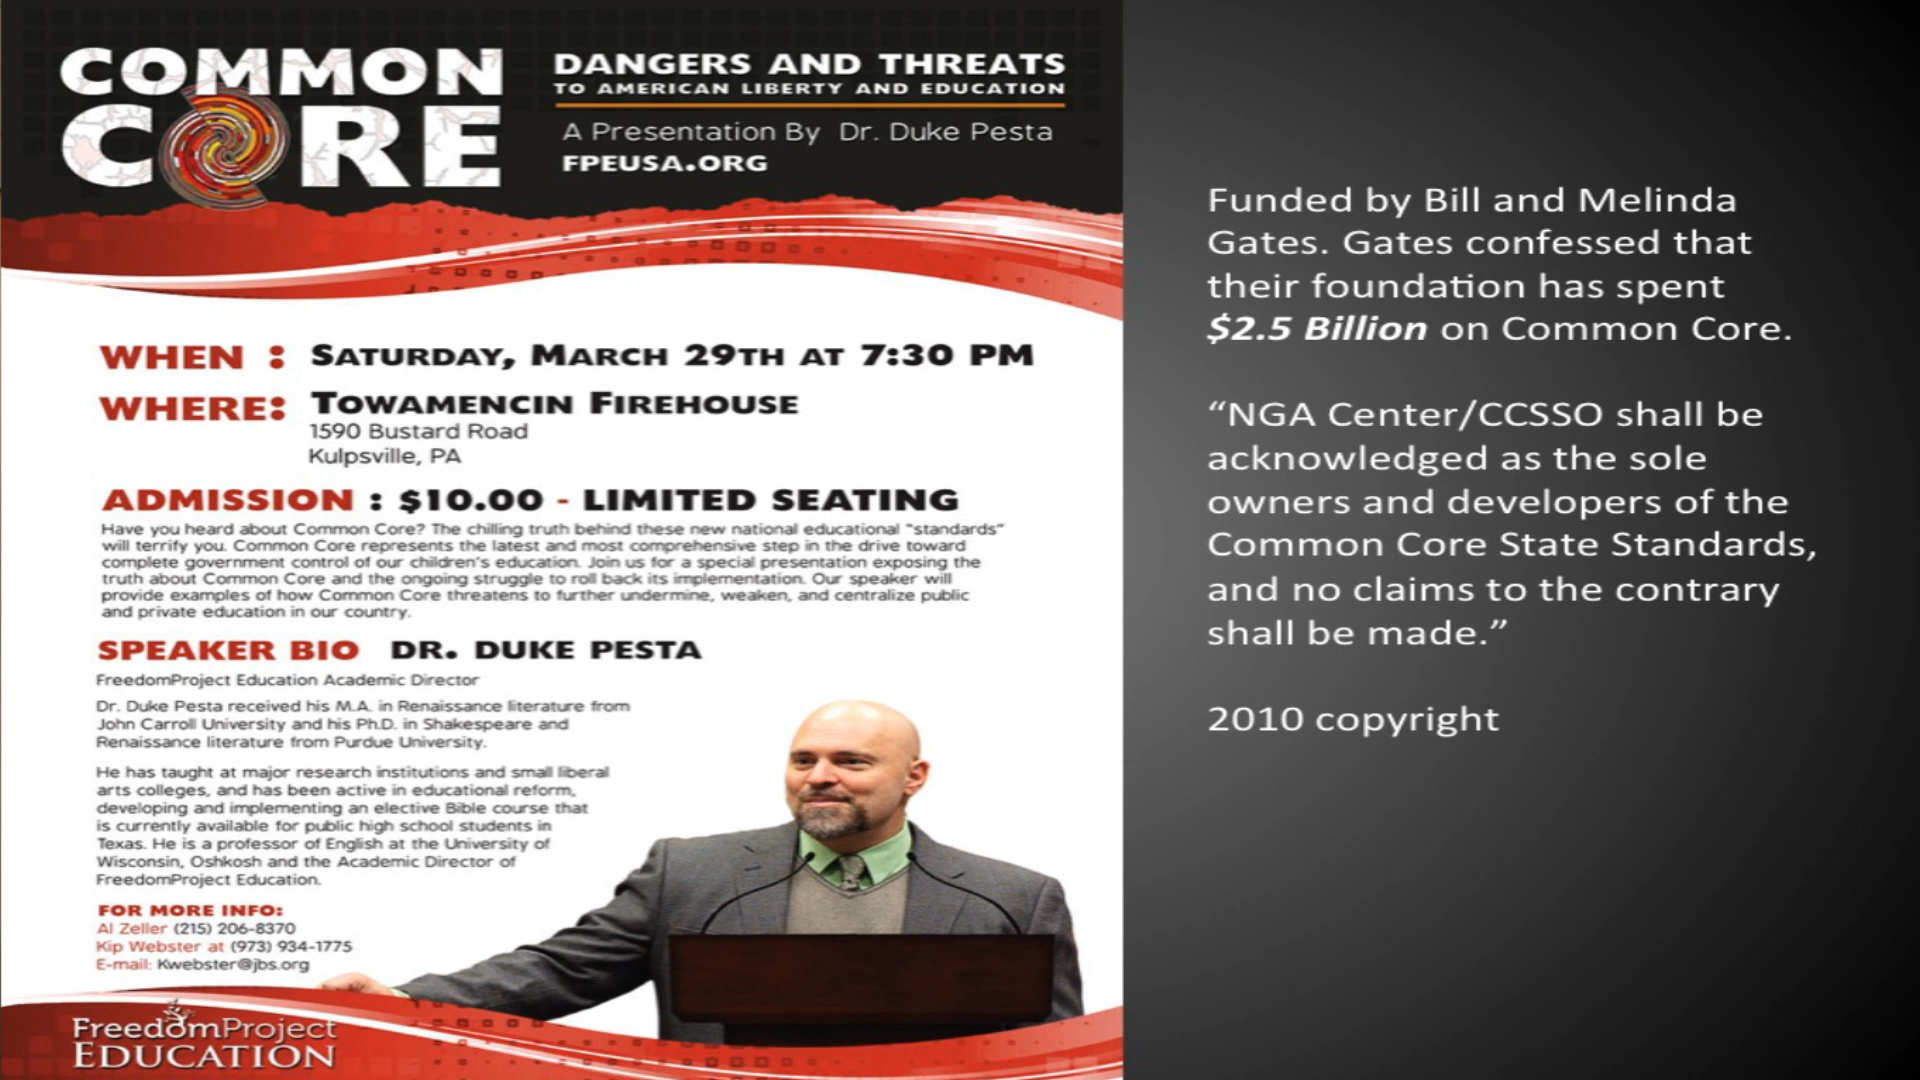 COMMON
CORE
DANGERS AND THREATS
TO AMERICAN LIBERTY AND EDUCATION
A Presentation By Dr. Duke Pesta
FPEUSA.ORG
WHEN : SATURDAY, MARCH 29TH AT 7:30 PM
WHERE: TOWAMENCIN FIREHOUSE
1590 Bustard Road
Kulpsville, PA
ADMISSION : $10.00 - LIMITED SEATING
Have you heard about Common Core? The chilling truth behind these new national educational "standards"
will terrify you. Common Core represents the latest and most comprehensive step in the drive toward
complete government control of our children's education. Join us for a special presentation exposing the
truth about Common Core and the ongoing struggle to roll back its implementation. Our speaker will
provide examples of how Common Core threatens to further undermine, weaken, and centralize public
and private education in our country.
SPEAKER BIO DR. DUKE PESTA
FreedomProject Education Academic Director
Dr. Duke Pesta received his M.A. in Renaissance literature from
John Carroll University and his Ph.D. in Shakespeare and
Renaissance literature from Purdue University.
He has taught at major research institutions and small liberal
arts colleges, and has been active in educational reform,
developing and implementing an elective Bible course that
is currently available for public high school students in
Texas. He is a professor of English at the University of
Wisconsin, Oshkosh and the Academic Director of
FreedomProject Education.
FOR MORE INFO:
Al Zeller (215) 206-8370
Kip Webster at (973) 934-1775
E-mail: Kwebster@jbs.org
FreedomProject
EDUCATION
Funded by Bill and Melinda
Gates. Gates confessed that
their foundation has spent
$2.5 Billion on Common Core.
“NGA Center/CCSSO shall be
acknowledged as the sole
owners and developers of the
Common Core State Standards,
and no claims to the contrary
shall be made.”
2010 copyright